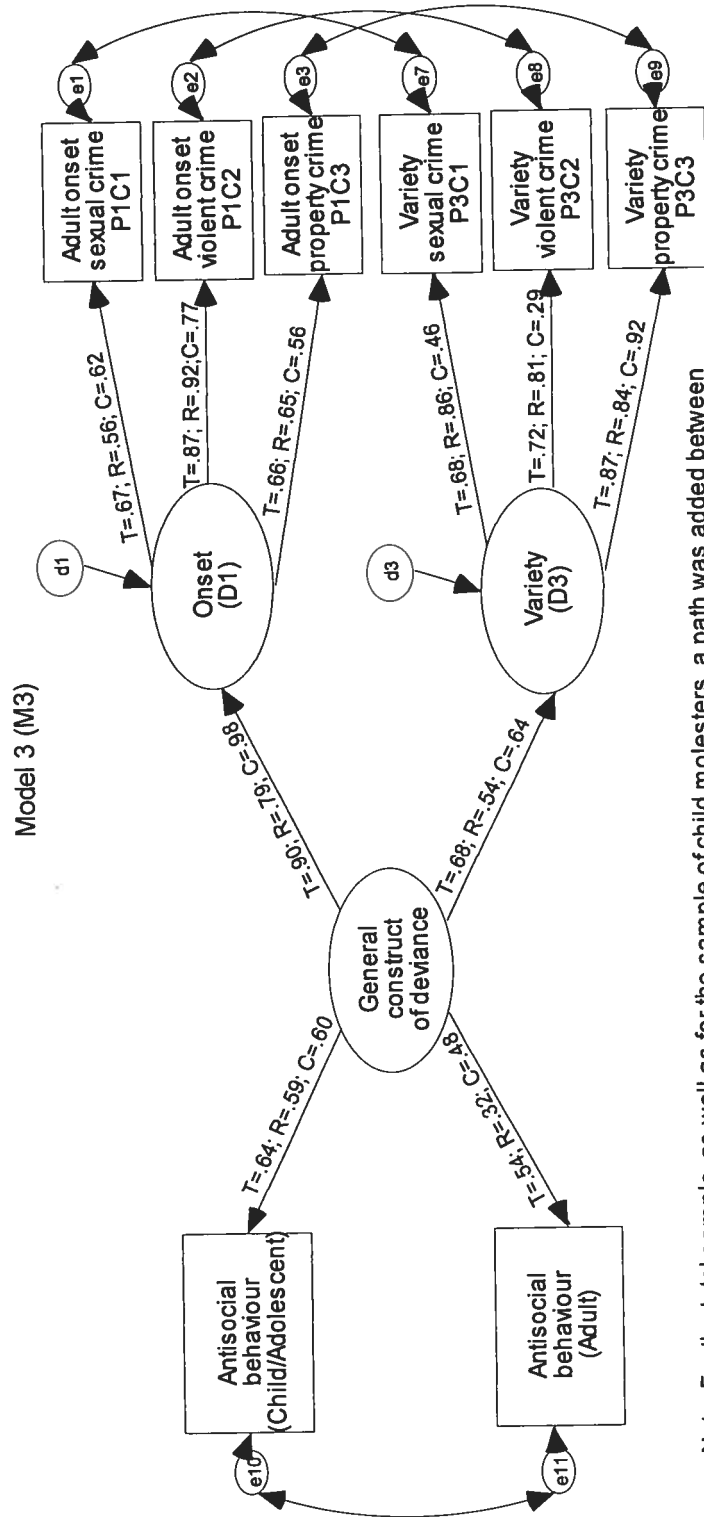 Model 3 (M3)
Antisocial
behaviour
(Child/Adolescent)
e10
Antisocial
behaviour
(Adult)
e11
T=.64; R=.59; C=.60
T=.54; R=.32; C=.48
General
construct
of deviance
T=.90; R=.79; C=.98
T=.68; R=.54; C=.64
d1
Onset
(D1)
d3
Variety
(D3)
T=.67; R=.56; C=.62
T=.87; R=.92;C=.77
T=.66; R=.65; C=.56
T=.68; R=.86; C=.46
T=.72; R=.81; C=.29
T=.87; R=.84; C=.92
Adult onset
sexual crime
P1C1
e1
Adult onset
violent crime
P1C2
e2
Adult onset
property crime
P1C3
e3
Variety
sexual crime
P3C1
e7
Variety
violent crime
P3C2
e8
Variety
property crime
P3C3
e9
Note. For the total sample, as well as for the sample of child molesters, a path was added between